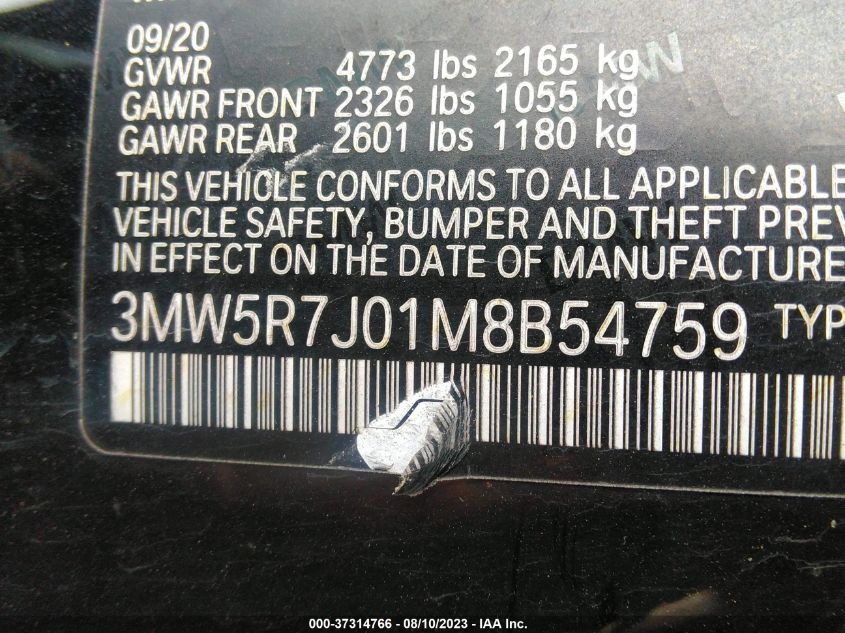 09/20
GVWR 4773 lbs 2165 kg
GAWR FRONT 2326 lbs 1055 kg
GAWR REAR 2601 lbs 1180 kg
THIS VEHICLE CONFORMS TO ALL APPLICABLE
VEHICLE SAFETY, BUMPER AND THEFT PREV
IN EFFECT ON THE DATE OF MANUFACTURE
3MW5R7J01M8B54759 TYP
000-37314766 - 08/10/2023 - IAA Inc.